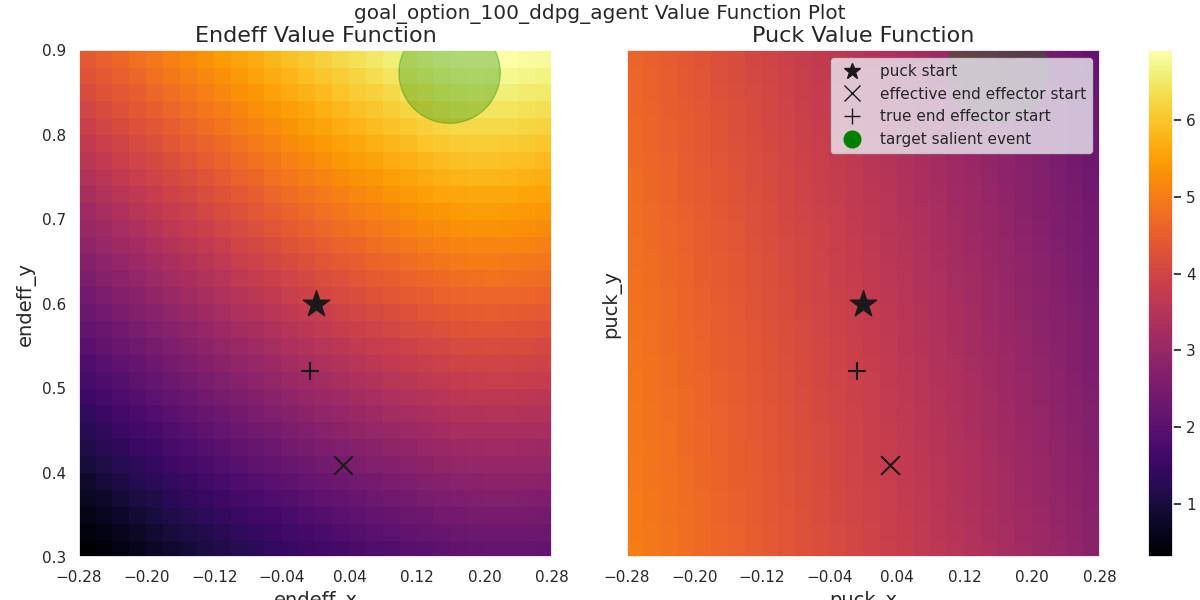 goal_option_100_ddpg_agent Value Function Plot
Endeff Value Function
Puck Value Function
0.9
0.8
0.7
0.6
0.5
0.4
0.3
endeff_y
−0.28 −0.20 −0.12 −0.04 0.04 0.12 0.20 0.28
endeff_x
puck start
effective end effector start
true end effector start
target salient event
puck_y
−0.28 −0.20 −0.12 −0.04 0.04 0.12 0.20 0.28
puck_x
6
5
4
3
2
1